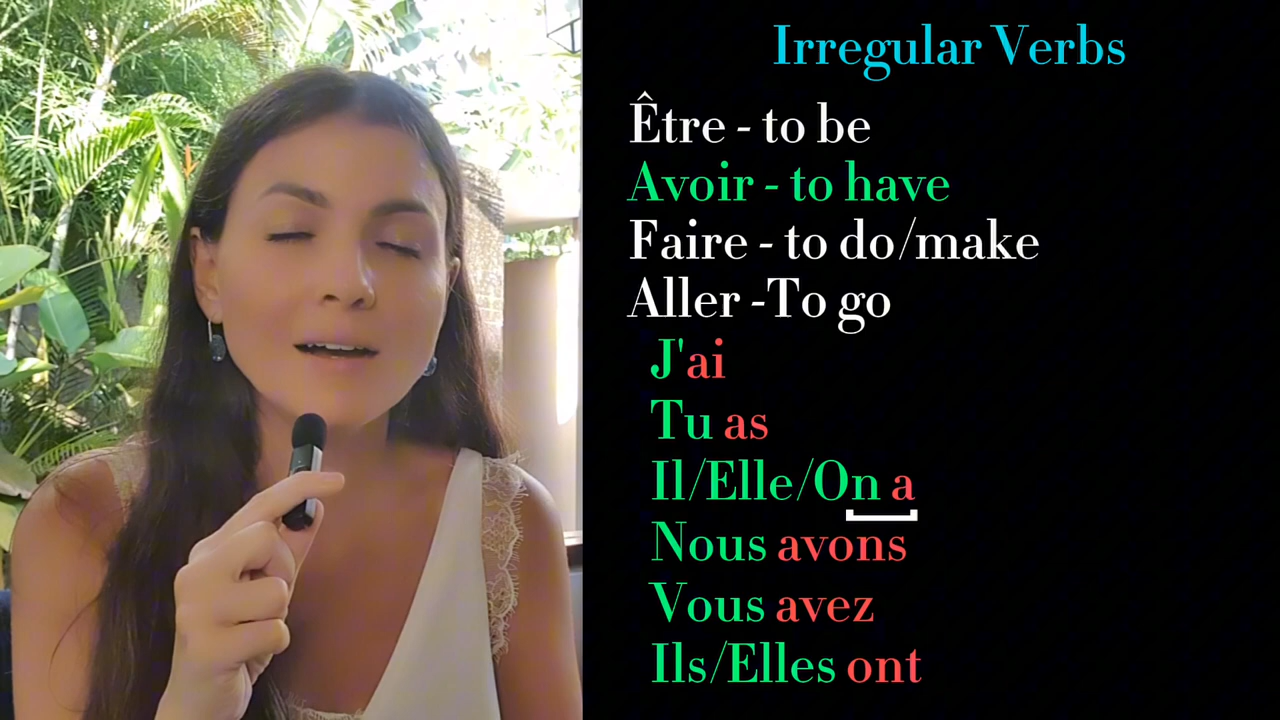 Irregular Verbs
Être - to be
Avoir - to have
Faire - to do/make
Aller -To go
J'ai
Tu as
Il/Elle/On a
Nous avons
Vous avez
Ils/Elles ont